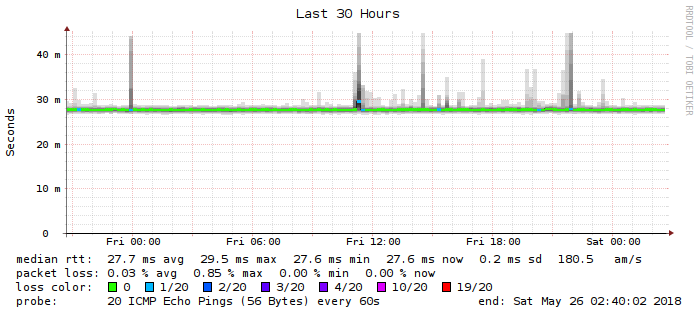 Last 30 Hours
RRDTOOL / TOBI OETIKER
Seconds
40 m
30 m
20 m
10 m
0
Fri 00:00 Fri 06:00 Fri 12:00 Fri 18:00 Sat 00:00
median rtt: 27.7 ms avg 29.5 ms max 27.6 ms min 27.6 ms now 0.2 ms sd 180.5 am/s
packet loss: 0.03 % avg 0.85 % max 0.00 % min 0.00 % now
loss color: 0 1/20 2/20 3/20 4/20 10/20 19/20
probe: 20 ICMP Echo Pings (56 Bytes) every 60s end: Sat May 26 02:40:02 2018